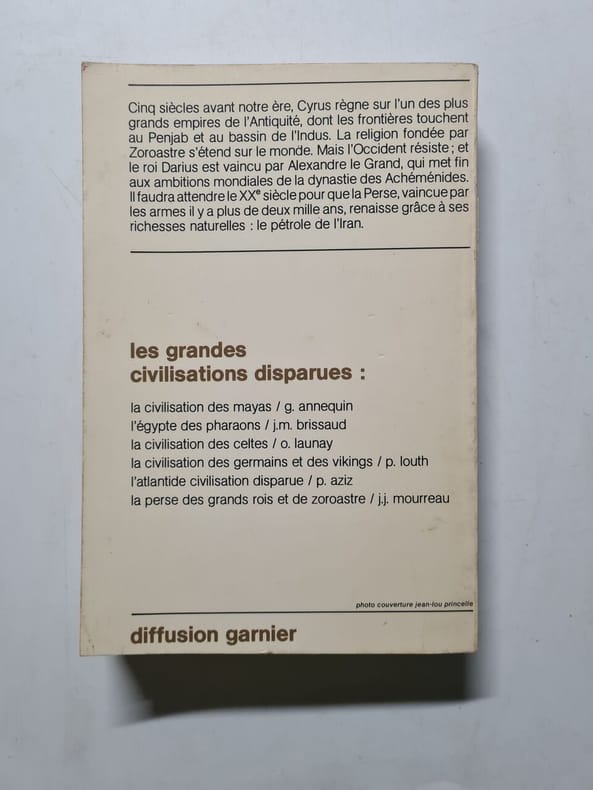 Cinq siècles avant notre ère, Cyrus règne sur l'un des plus
grands empires de l'Antiquité, dont les frontières touchent
au Penjab et au bassin de l'Indus. La religion fondée par
Zoroastre s'étend sur le monde. Mais l'Occident résiste ; et
le roi Darius est vaincu par Alexandre le Grand, qui met fin
aux ambitions mondiales de la dynastie des Achéménides.
Il faudra attendre le XXe siècle pour que la Perse, vaincue par
les armes il y a plus de deux mille ans, renaisse grâce à ses
richesses naturelles : le pétrole de l'Iran.
les grandes
civilisations disparues :
la civilisation des mayas / g. annequin
l'égypte des pharaons / j.m. brissaud
la civilisation des celtes / o. launay
la civilisation des germains et des vikings / p. louth
l'atlantide civilisation disparue / p. aziz
la perse des grands rois et de zoroastre / j.j. mourreau
photo couverture jean-lou princelle
diffusion garnier